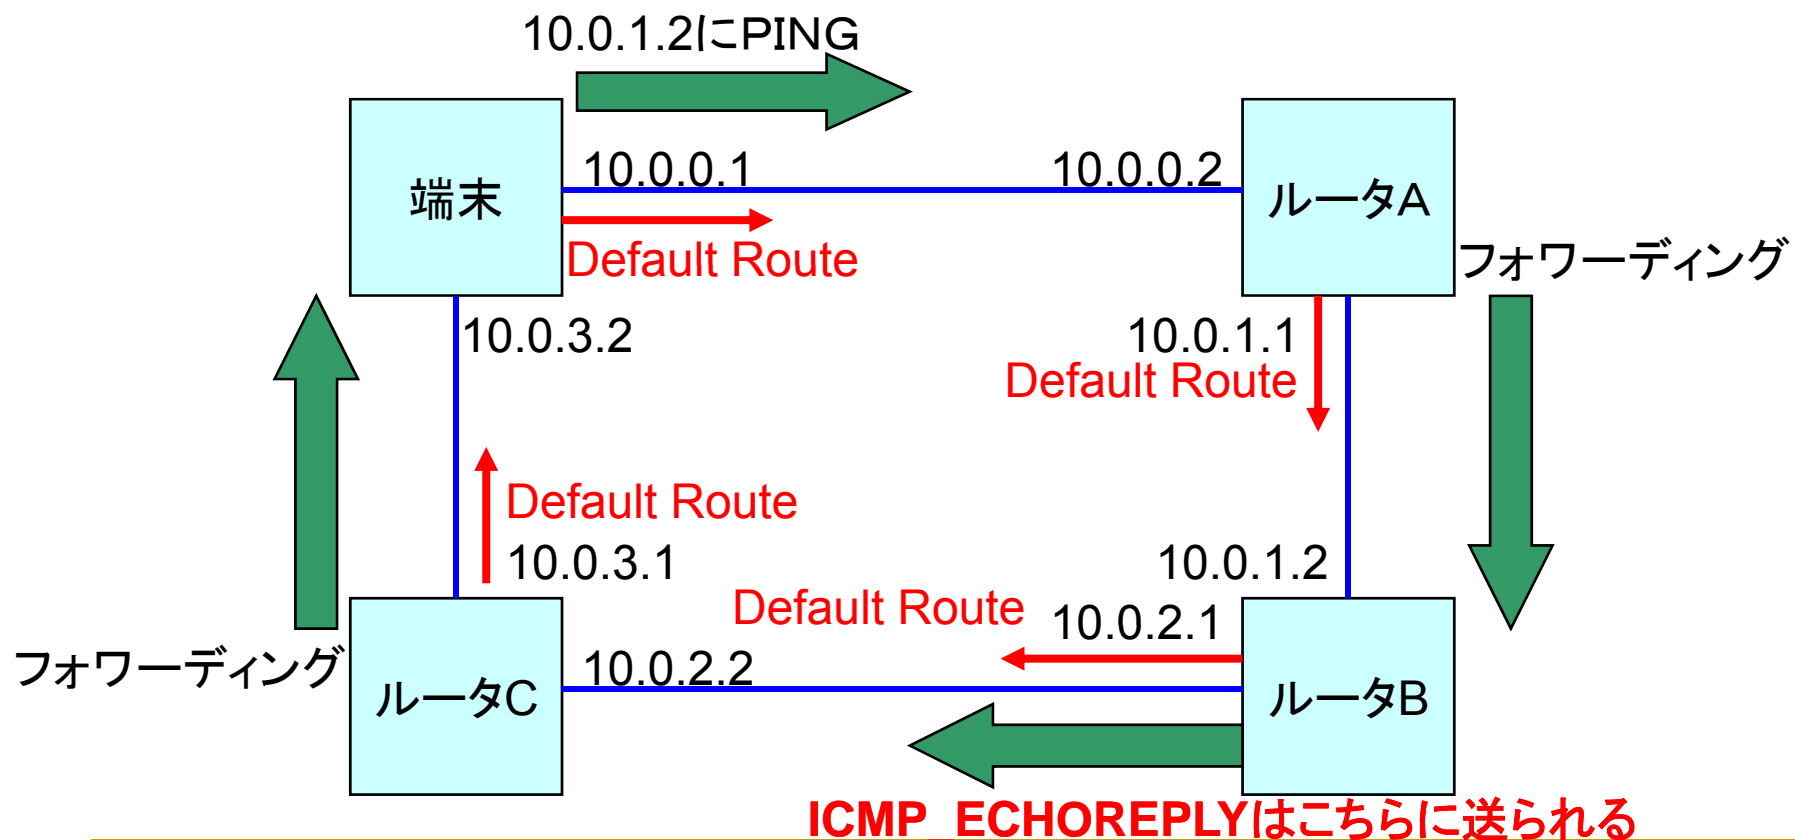 10.0.1.2にPING
端末
10.0.0.1
10.0.0.2
ルータA
Default Route
フォワーディング
10.0.3.2
10.0.1.1
Default Route
Default Route
10.0.3.1
10.0.1.2
Default Route
10.0.2.1
フォワーディング
ルータC
10.0.2.2
ルータB
ICMP_ECHOREPLYはこちらに送られる